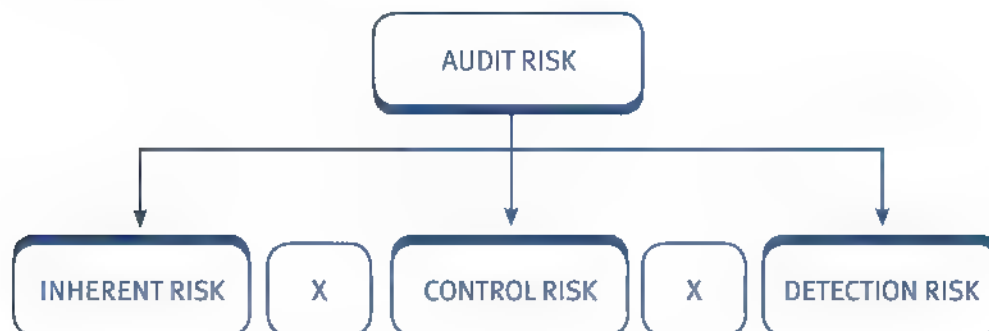 AUDIT RISK
INHERENT RISK X CONTROL RISK X DETECTION RISK